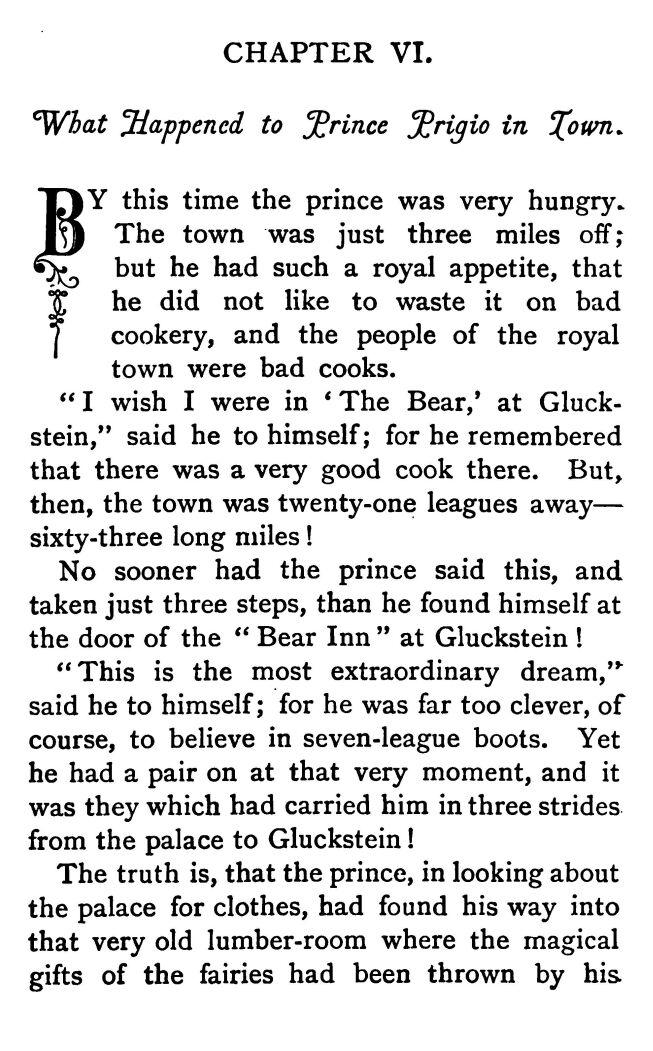 CHAPTER VI.
What Happened to Prince Prigio in Town.
BY this time the prince was very hungry.
The town was just three miles off;
but he had such a royal appetite, that
he did not like to waste it on bad
cookery, and the people of the royal
town were bad cooks.
"I wish I were in 'The Bear,' at Gluck-
stein," said he to himself; for he remembered
that there was a very good cook there. But,
then, the town was twenty-one leagues away—
sixty-three long miles!
No sooner had the prince said this, and
taken just three steps, than he found himself at
the door of the "Bear Inn" at Gluckstein!
"This is the most extraordinary dream,"
said he to himself; for he was far too clever, of
course, to believe in seven-league boots. Yet
he had a pair on at that very moment, and it
was they which had carried him in three strides
from the palace to Gluckstein!
The truth is, that the prince, in looking about
the palace for clothes, had found his way into
that very old lumber-room where the magical
gifts of the fairies had been thrown by his